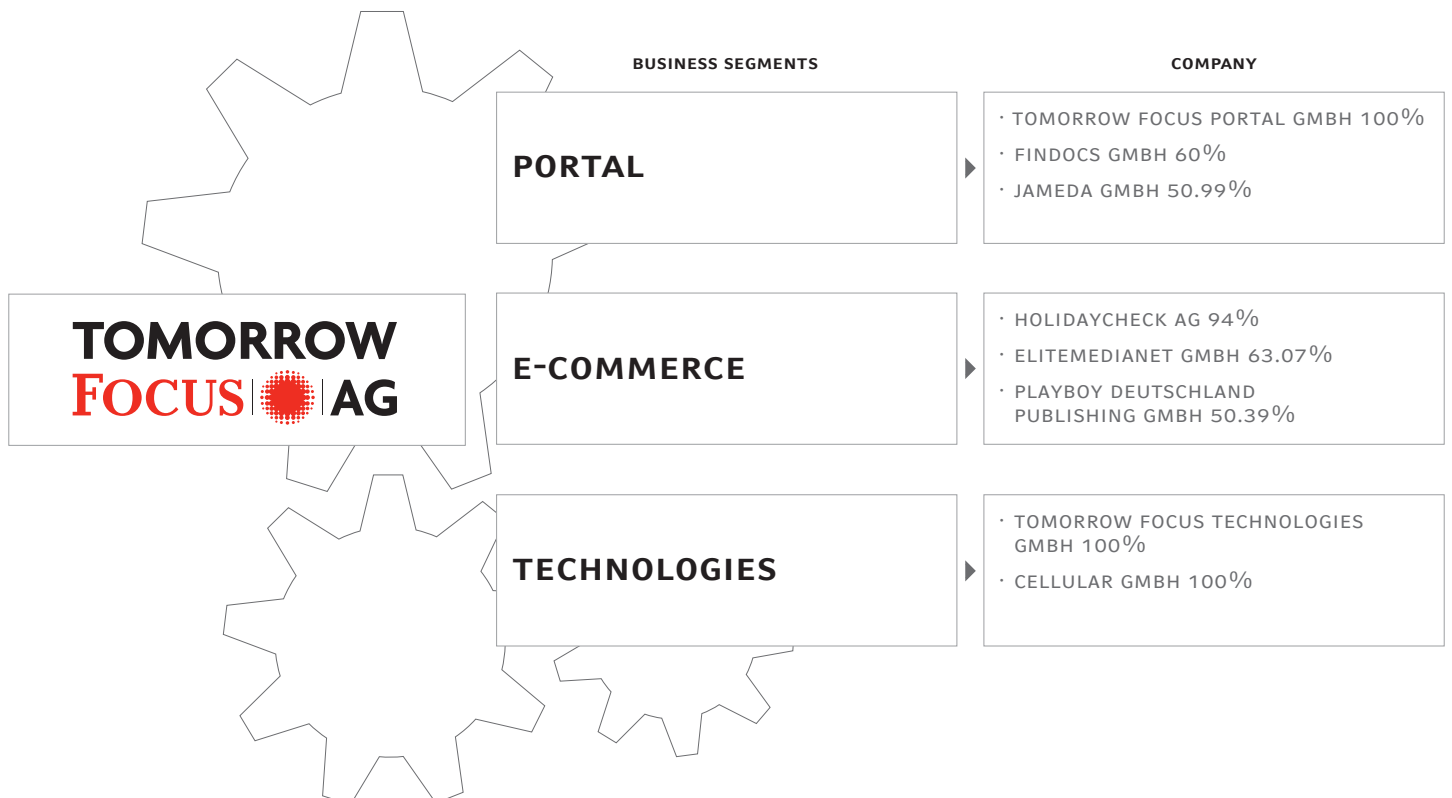 BUSINESS SEGMENTS
COMPANY
PORTAL
· TOMORROW FOCUS PORTAL GMBH 100%
· FINDOCS GMBH 60%
· JAMEDA GMBH 50.99%
TOMORROW
FOCUS AG
E-COMMERCE
· HOLIDAYCHECK AG 94%
· ELITEMEDIANET GMBH 63.07%
· PLAYBOY DEUTSCHLAND
PUBLISHING GMBH 50.39%
TECHNOLOGIES
· TOMORROW FOCUS TECHNOLOGIES
GMBH 100%
· CELLULAR GMBH 100%